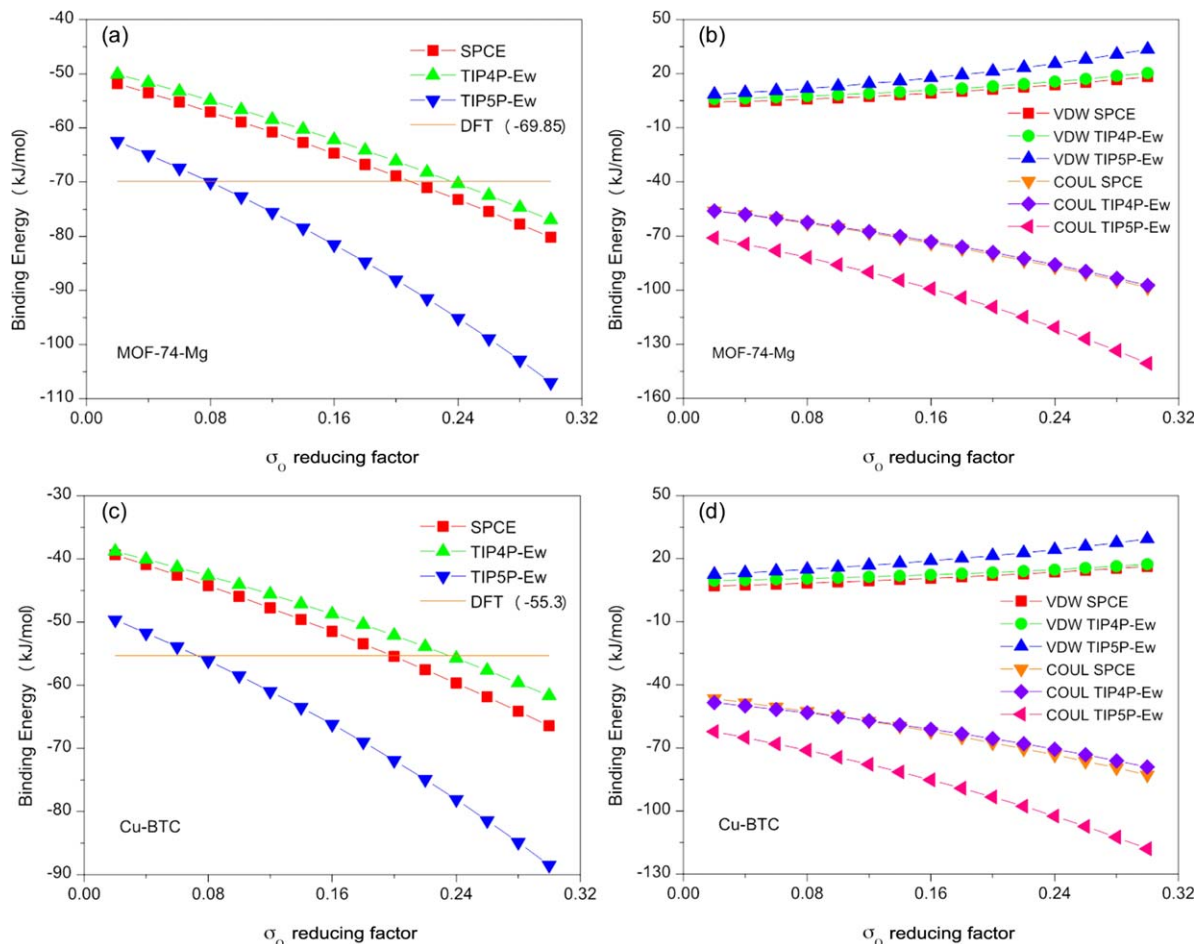 (a)
SPCE
TIP4P-Ew
TIP5P-Ew
DFT (-69.85)
MOF-74-Mg
Binding Energy ( kJ/mol)
-40
-50
-60
-70
-80
-90
-100
-110
0.00 0.08 0.16 0.24 0.32
σo reducing factor
(b)
VDW SPCE
VDW TIP4P-Ew
VDW TIP5P-Ew
COUL SPCE
COUL TIP4P-Ew
COUL TIP5P-Ew
MOF-74-Mg
Binding Energy ( kJ/mol)
50
20
-10
-40
-70
-100
-130
-160
0.00 0.08 0.16 0.24 0.32
σo reducing factor
(c)
SPCE
TIP4P-Ew
TIP5P-Ew
DFT (-55.3)
Cu-BTC
Binding Energy ( kJ/mol)
-30
-40
-50
-60
-70
-80
-90
0.00 0.08 0.16 0.24 0.32
σo reducing factor
(d)
VDW SPCE
VDW TIP4P-Ew
VDW TIP5P-Ew
COUL SPCE
COUL TIP4P-Ew
COUL TIP5P-Ew
Cu-BTC
Binding Energy ( kJ/mol)
50
20
-10
-40
-70
-100
-130
0.00 0.08 0.16 0.24 0.32
σo reducing factor